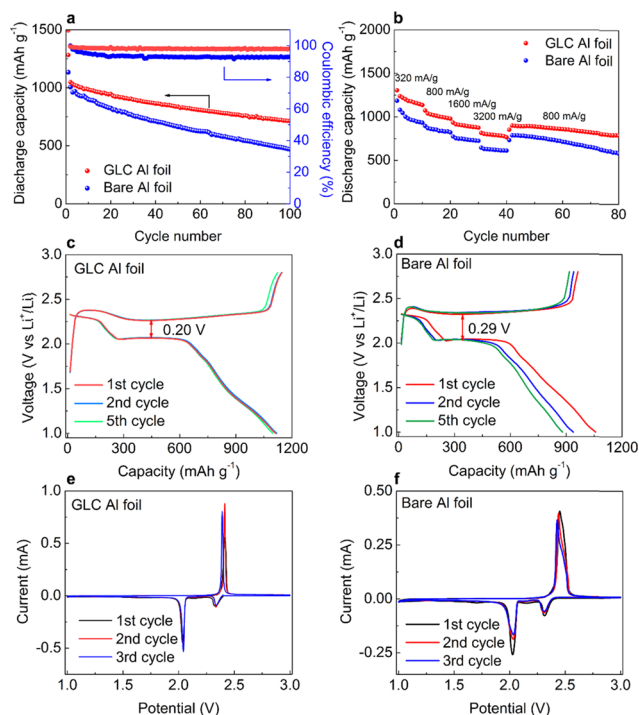 a
Discharge capacity (mAh g⁻¹)
1500
1000
500
0
0 20 40 60 80 100
Cycle number
100
80
60
40
20
0
Coulombic efficiency (%)
GLC Al foil
Bare Al foil
b
Discharge capacity (mAh g⁻¹)
2000
1500
1000
500
0
0 20 40 60 80
Cycle number
GLC Al foil
Bare Al foil
320 mA/g
800 mA/g
1600 mA/g
3200 mA/g
800 mA/g
c
GLC Al foil
Voltage (V vs Li⁺/Li)
3.0
2.5
2.0
1.5
1.0
0.20 V
1st cycle
2nd cycle
5th cycle
0 300 600 900 1200
Capacity (mAh g⁻¹)
d
Bare Al foil
Voltage (V vs Li⁺/Li)
3.0
2.5
2.0
1.5
1.0
0.29 V
1st cycle
2nd cycle
5th cycle
0 300 600 900 1200
Capacity (mAh g⁻¹)
e
GLC Al foil
Current (mA)
1.0
0.5
0.0
-0.5
1st cycle
2nd cycle
3rd cycle
1.0 1.5 2.0 2.5 3.0
Potential (V)
f
Bare Al foil
Current (mA)
0.50
0.25
0.00
-0.25
1st cycle
2nd cycle
3rd cycle
1.0 1.5 2.0 2.5 3.0
Potential (V)